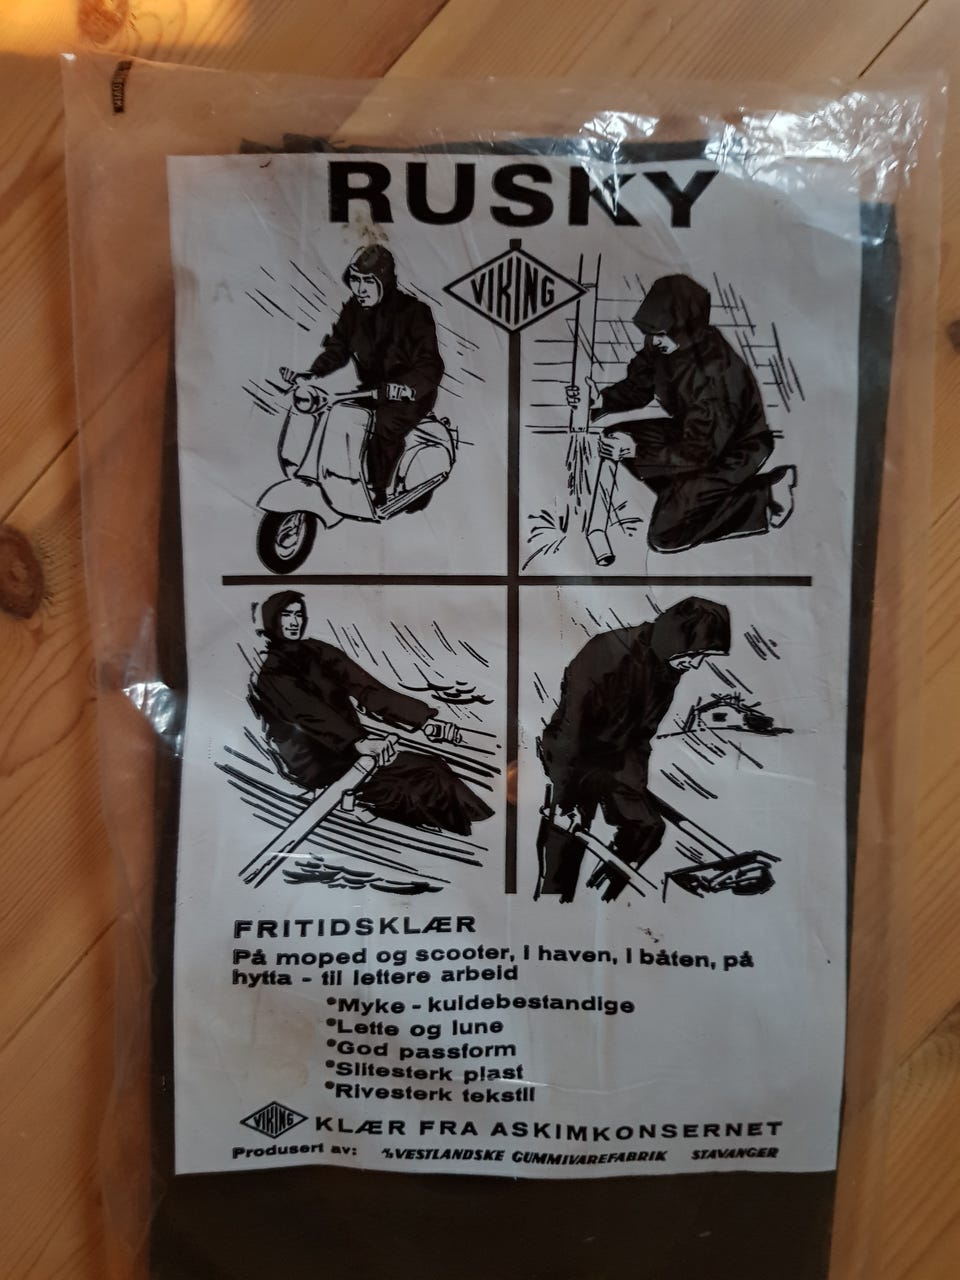 RUSKY
VIKING
FRITIDSKLÆR
På moped og scooter, i haven, i båten, på
hytta - til lettere arbeid
•Myke - kuldebestandige
•Lette og lune
•God passform
•Slitesterk plast
•Rivesterk tekstil
VIKING KLÆR FRA ASKIMKONSERNET
Produsert av: A/S VESTLANDSKE GUMMIVAREFABRIK STAVANGER